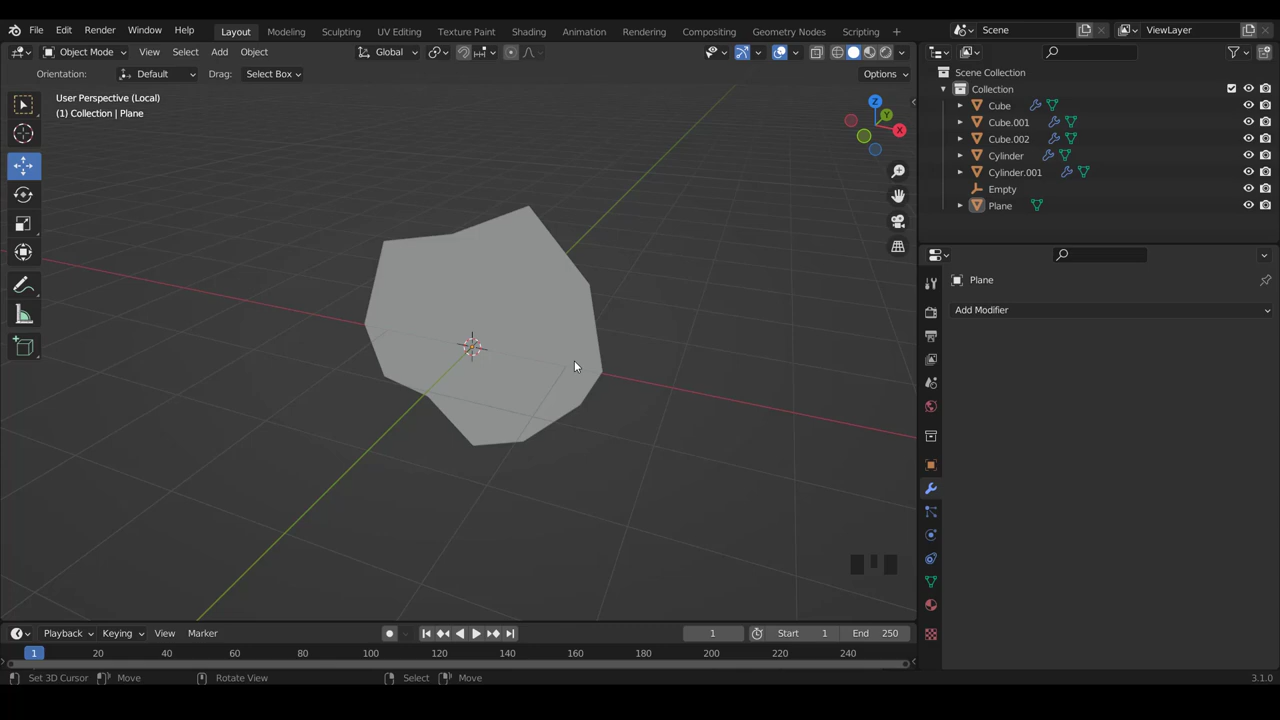 File Edit Render Window Help Layout Modeling Sculpting UV Editing Texture Paint Shading Animation Rendering Compositing Geometry Nodes Scripting + Scene ViewLayer
Object Mode View Select Add Object Global
Orientation: Default Drag: Select Box Options
User Perspective (Local)
(1) Collection | Plane
Z
Y
X
Scene Collection
Collection
Cube
Cube.001
Cube.002
Cylinder
Cylinder.001
Empty
Plane
Plane
Add Modifier
Playback Keying View Marker 1 Start 1 End 250
1 20 40 60 80 100 120 140 160 180 200 220 240
Set 3D Cursor Move Rotate View Select Move 3.1.0